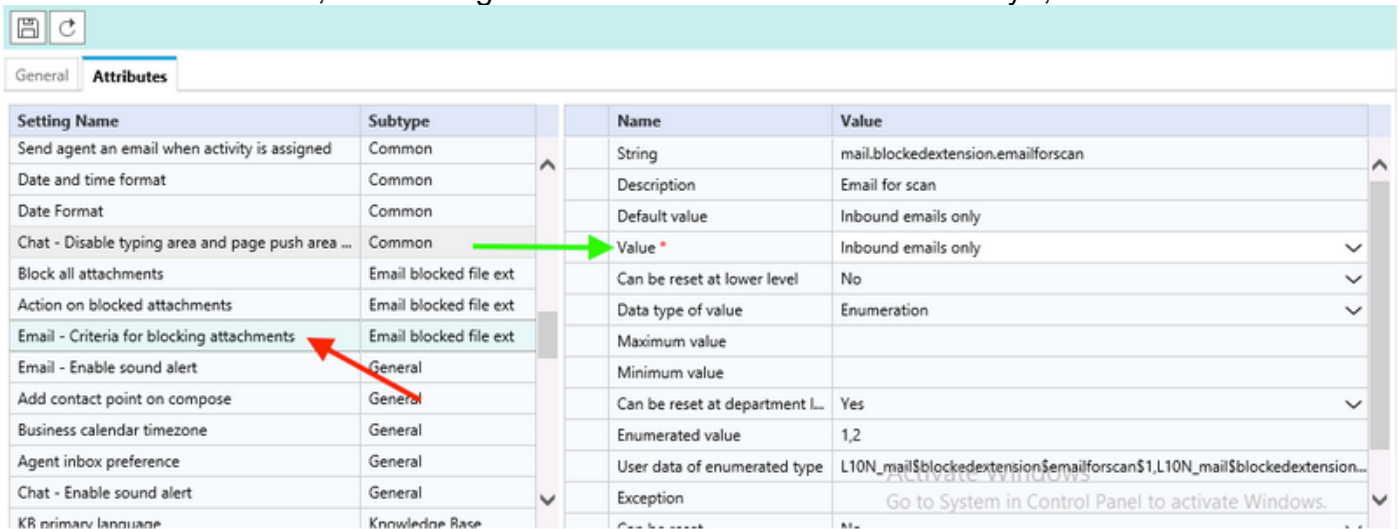 General Attributes
Setting Name Subtype
Send agent an email when activity is assigned Common
Date and time format Common
Date Format Common
Chat - Disable typing area and page push area ... Common
Block all attachments Email blocked file ext
Action on blocked attachments Email blocked file ext
Email - Criteria for blocking attachments Email blocked file ext
Email - Enable sound alert General
Add contact point on compose General
Business calendar timezone General
Agent inbox preference General
Chat - Enable sound alert General
KB primary language Knowledge Base
Name Value
String mail.blockedextension.emailforscan
Description Email for scan
Default value Inbound emails only
Value * Inbound emails only
Can be reset at lower level No
Data type of value Enumeration
Maximum value
Minimum value
Can be reset at department l... Yes
Enumerated value 1,2
User data of enumerated type L10N_mail$blockedextension$emailforscan$1,L10N_mail$blockedextension...
Exception
Activate Windows
Go to System in Control Panel to activate Windows.